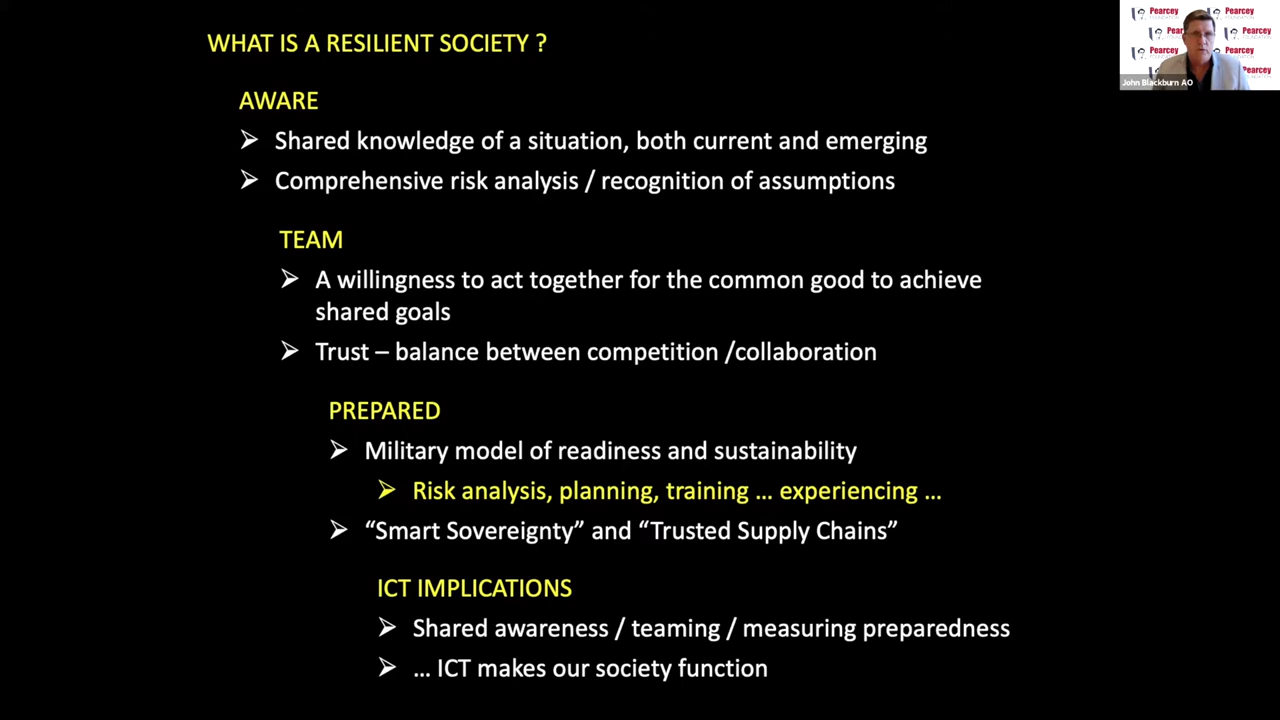 WHAT IS A RESILIENT SOCIETY ?
AWARE
Shared knowledge of a situation, both current and emerging
Comprehensive risk analysis / recognition of assumptions
TEAM
A willingness to act together for the common good to achieve
shared goals
Trust – balance between competition /collaboration
PREPARED
Military model of readiness and sustainability
Risk analysis, planning, training … experiencing …
“Smart Sovereignty” and “Trusted Supply Chains”
ICT IMPLICATIONS
Shared awareness / teaming / measuring preparedness
… ICT makes our society function
Pearcey
Pearcey
Pearcey
Pearcey
Pearcey
Pearcey
John Blackburn AO